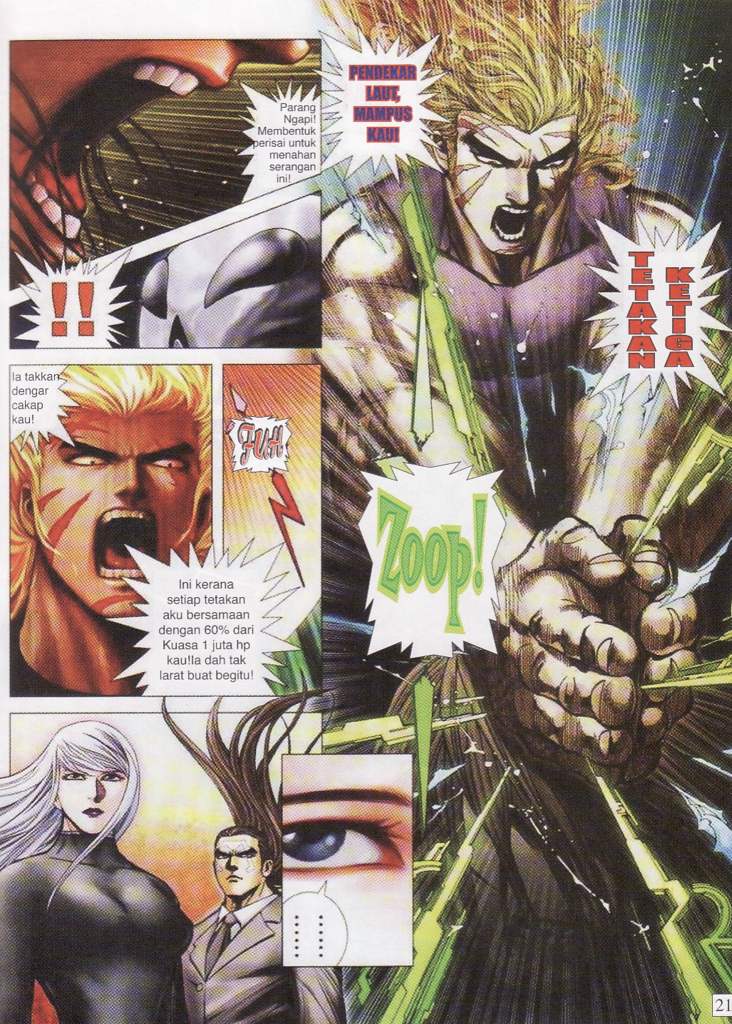 Parang
Ngapi!
Membentuk
perisai untuk
menahan
serangan
ini!
PENDEKAR
LAUT,
MAMPUS
KAU!
!!
TETAKAN
KETIGA
Ia takkan
dengar
cakap
kau!
FUH
Ini kerana
setiap tetakan
aku bersamaan
dengan 60% dari
Kuasa 1 juta hp
kau!Ia dah tak
larat buat begitu!
Zoop!
......
......
21